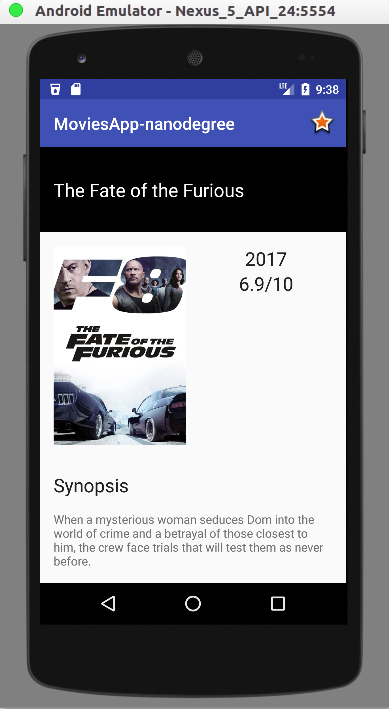 Android Emulator - Nexus_5_API_24:5554
LTE 9:38
MoviesApp-nanodegree
The Fate of the Furious
F8
THE
FATE OF THE
FURIOUS
2017
6.9/10
Synopsis
When a mysterious woman seduces Dom into the
world of crime and a betrayal of those closest to
him, the crew face trials that will test them as never
before.